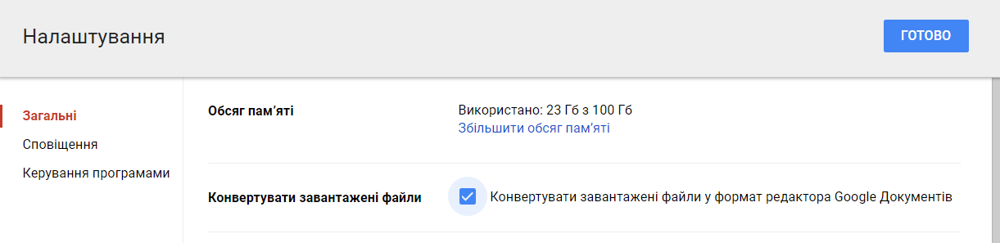 Налаштування
ГОТОВО
Загальні
Сповіщення
Керування програмами
Обсяг пам’яті
Використано: 23 Гб з 100 Гб
Збільшити обсяг пам’яті
Конвертувати завантажені файли
Конвертувати завантажені файли у формат редактора Google Документів